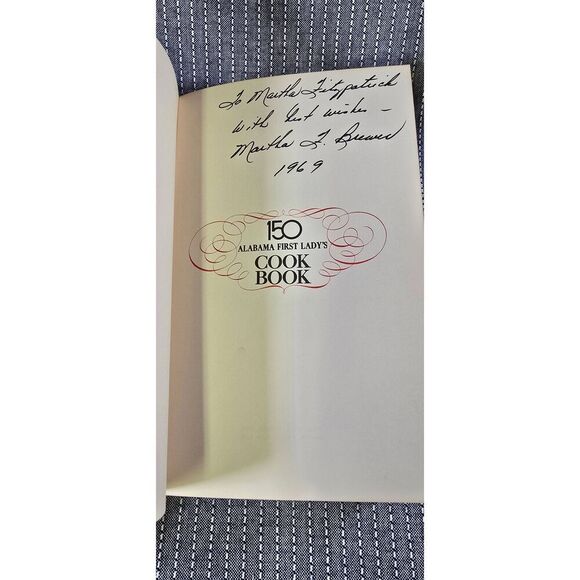 To Martha Fitzpatrick
With best wishes –
Martha F. Brewer
1969
150
ALABAMA FIRST LADY'S
COOK
BOOK